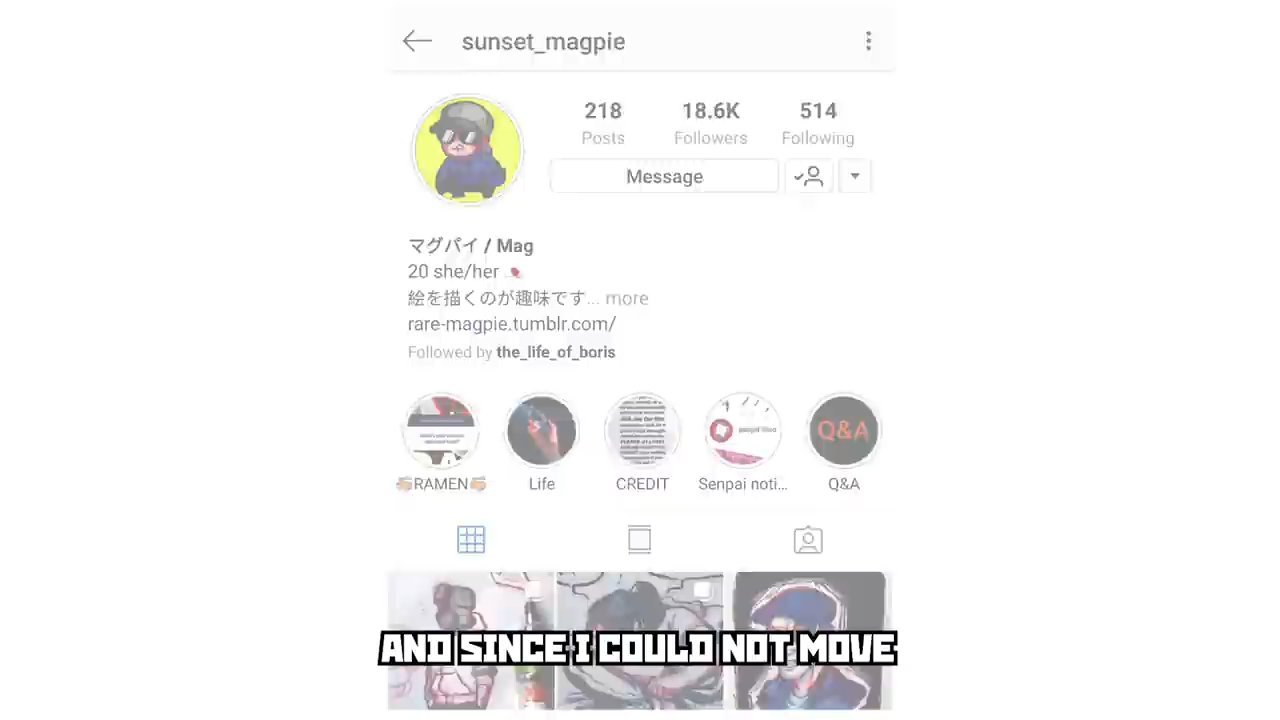 sunset_magpie
218 18.6K 514
Posts Followers Following
Message
マグパイ / Mag
20 she/her
絵を描くのが趣味です... more
rare-magpie.tumblr.com/
Followed by the_life_of_boris
Q&A
RAMEN Life CREDIT Senpai noti... Q&A
AND SINCE I COULD NOT MOVE